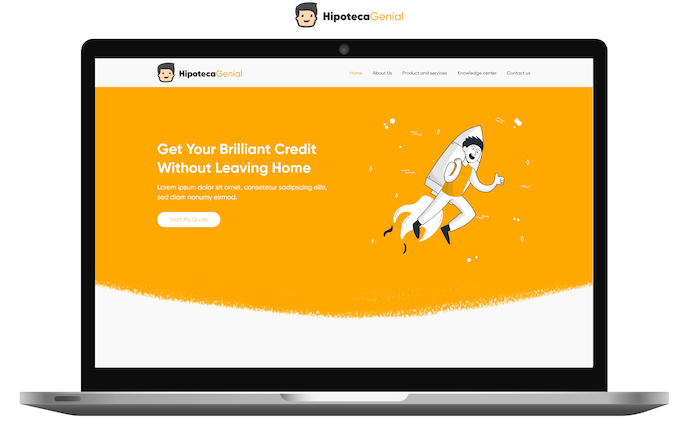 HipotecaGenial
HipotecaGenial
Home About Us Product and services Knowledge center Contact us
Get Your Brilliant Credit
Without Leaving Home
Lorem ipsum dolor sit amet, consetetur sadipscing elitr,
sed diam nonumy eirmod.
Start My Quote